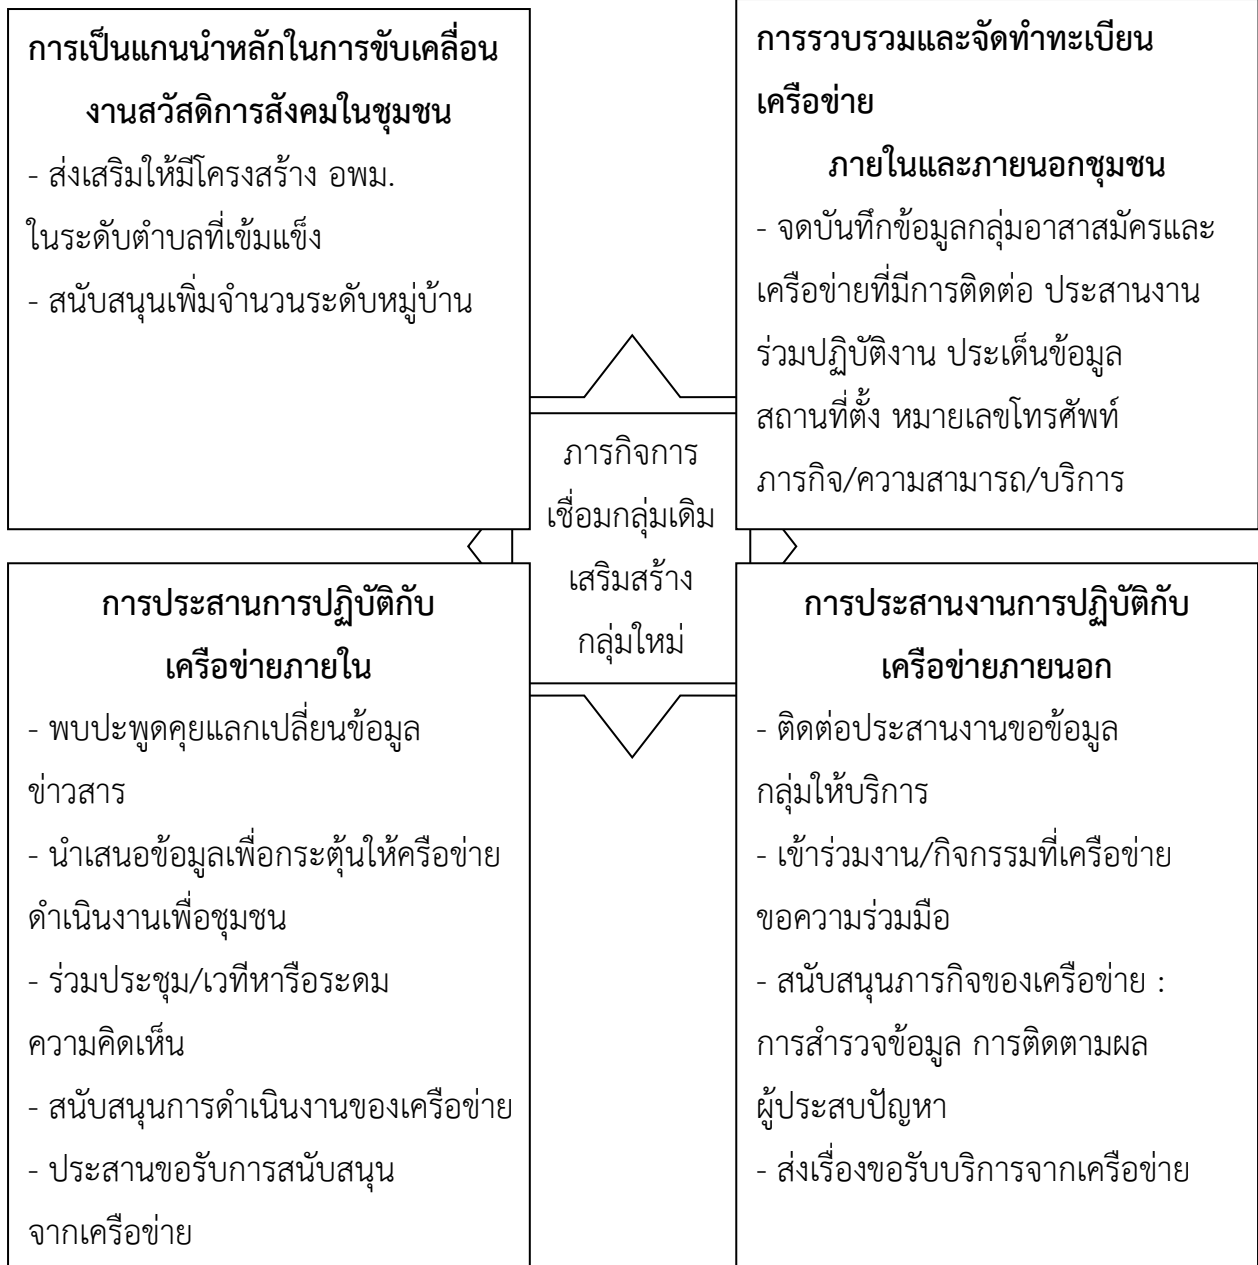 การเป็นแกนนำหลักในการขับเคลื่อน
งานสวัสดิการสังคมในชุมชน
- ส่งเสริมให้มีโครงสร้าง อพม.
ในระดับตำบลที่เข้มแข็ง
- สนับสนุนเพิ่มจำนวนระดับหมู่บ้าน
การรวบรวมและจัดทำทะเบียน
เครือข่าย
ภายในและภายนอกชุมชน
- จดบันทึกข้อมูลกลุ่มอาสาสมัครและ
เครือข่ายที่มีการติดต่อ ประสานงาน
ร่วมปฏิบัติงาน ประเด็นข้อมูล
สถานที่ตั้ง หมายเลขโทรศัพท์
ภารกิจ/ความสามารถ/บริการ
ภารกิจการ
เชื่อมกลุ่มเดิม
เสริมสร้าง
กลุ่มใหม่
การประสานการปฏิบัติกับ
เครือข่ายภายใน
- พบปะพูดคุยแลกเปลี่ยนข้อมูล
ข่าวสาร
- นำเสนอข้อมูลเพื่อกระตุ้นให้ครือข่าย
ดำเนินงานเพื่อชุมชน
- ร่วมประชุม/เวทีหารือระดม
ความคิดเห็น
- สนับสนุนการดำเนินงานของเครือข่าย
- ประสานขอรับการสนับสนุน
จากเครือข่าย
การประสานงานการปฏิบัติกับ
เครือข่ายภายนอก
- ติดต่อประสานงานขอข้อมูล
กลุ่มให้บริการ
- เข้าร่วมงาน/กิจกรรมที่เครือข่าย
ขอความร่วมมือ
- สนับสนุนภารกิจของเครือข่าย :
การสำรวจข้อมูล การติดตามผล
ผู้ประสบปัญหา
- ส่งเรื่องขอรับบริการจากเครือข่าย